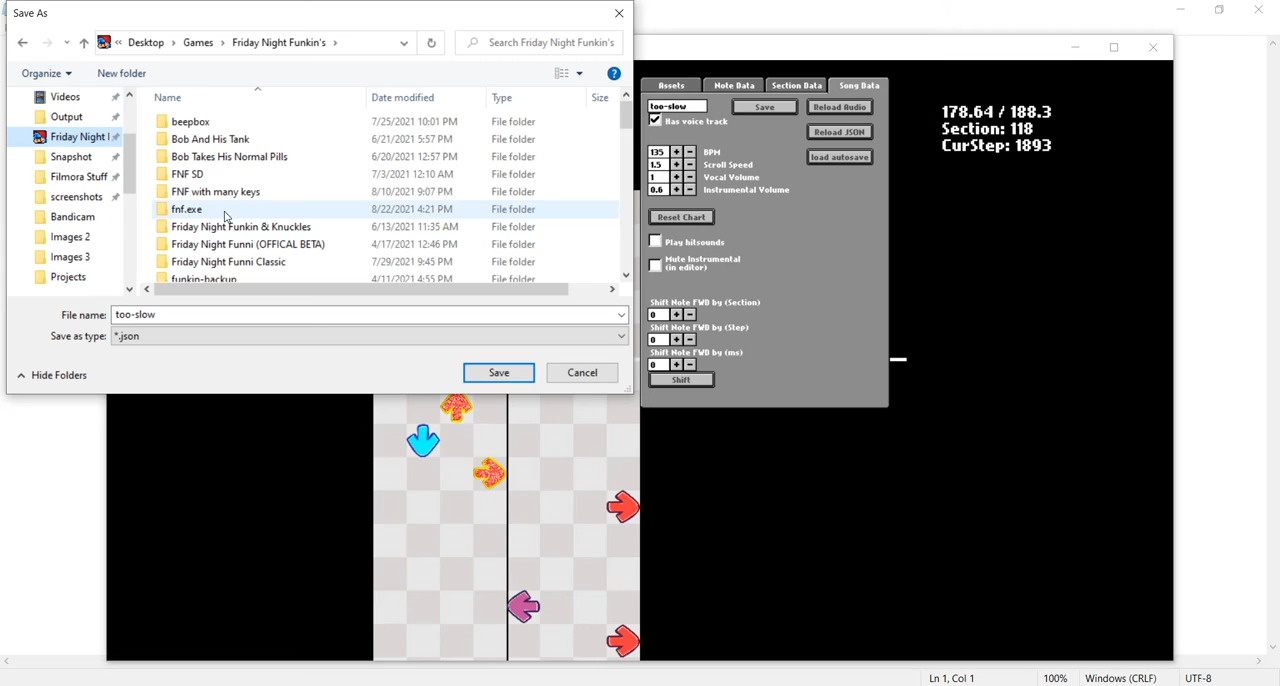 Save As
« Desktop › Games › Friday Night Funkin's ›
Search Friday Night Funkin's
Organize
New folder
Videos
Output
Friday Night I
Snapshot
Filmora Stuff
screenshots
Bandicam
Images 2
Images 3
Projects
Name Date modified Type Size
beepbox 7/25/2021 10:01 PM File folder
Bob And His Tank 6/21/2021 5:57 PM File folder
Bob Takes His Normal Pills 6/20/2021 12:57 PM File folder
FNF SD 7/3/2021 12:10 AM File folder
FNF with many keys 8/10/2021 9:07 PM File folder
fnf.exe 8/22/2021 4:21 PM File folder
Friday Night Funkin & Knuckles 6/13/2021 11:35 AM File folder
Friday Night Funni (OFFICAL BETA) 4/17/2021 12:46 PM File folder
Friday Night Funni Classic 7/29/2021 9:45 PM File folder
funkin-backup 4/11/2021 4:55 PM File folder
File name: too-slow
Save as type: *.json
Hide Folders
Save
Cancel
Assets Note Data Section Data Song Data
too-slow Save Reload Audio
Has voice track
Reload JSON
135 + - BPM
load autosave
1.5 + - Scroll Speed
1 + - Vocal Volume
0.6 + - Instrumental Volume
Reset Chart
Play hitsounds
Mute Instrumental
(in editor)
Shift Note FWD by (Section)
0 + -
Shift Note FWD by (Step)
0 + -
Shift Note FWD by (ms)
0 + -
Shift
178.64 / 188.3
Section: 118
CurStep: 1893
Ln 1, Col 1 100% Windows (CRLF) UTF-8